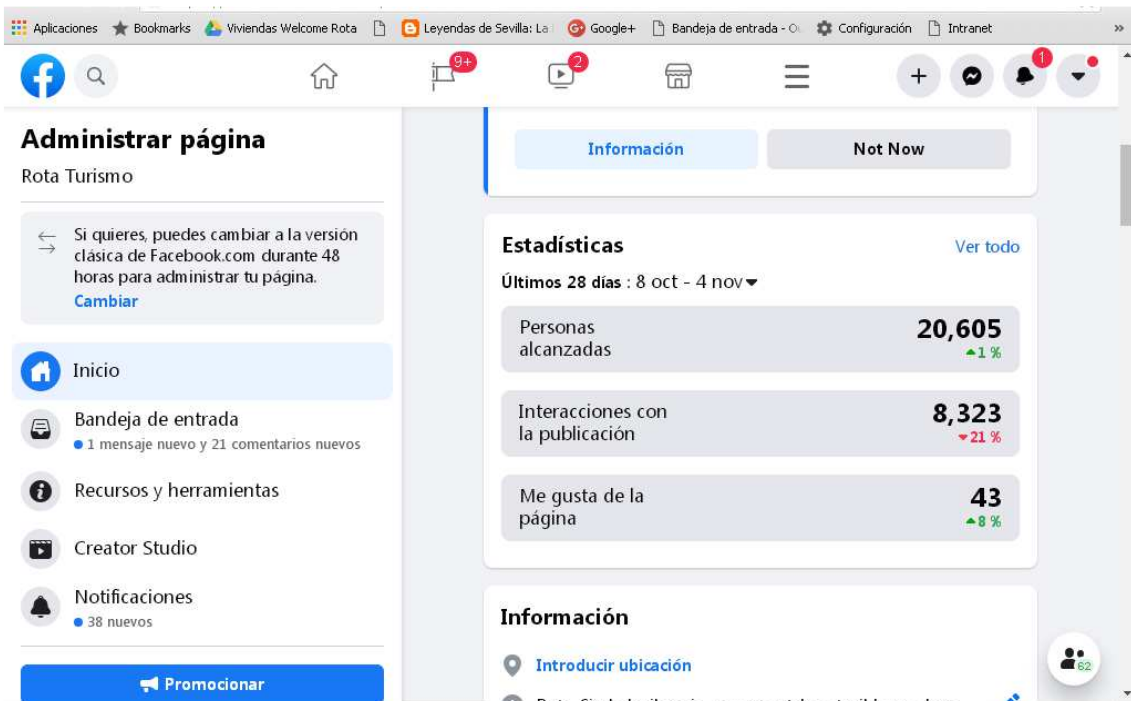 Aplicaciones Bookmarks Viviendas Welcome Rota Leyendas de Sevilla: La Google+ Bandeja de entrada - O Configuración Intranet »
9+ 2 1
Administrar página
Rota Turismo
Si quieres, puedes cambiar a la versión
clásica de Facebook.com durante 48
horas para administrar tu página.
Cambiar
Inicio
Bandeja de entrada
1 mensaje nuevo y 21 comentarios nuevos
Recursos y herramientas
Creator Studio
Notificaciones
38 nuevos
Promocionar
Información Not Now
Estadísticas Ver todo
Últimos 28 días : 8 oct - 4 nov
Personas
alcanzadas
20,605
1 %
Interacciones con
la publicación
8,323
21 %
Me gusta de la
página
43
8 %
Información
Introducir ubicación
62